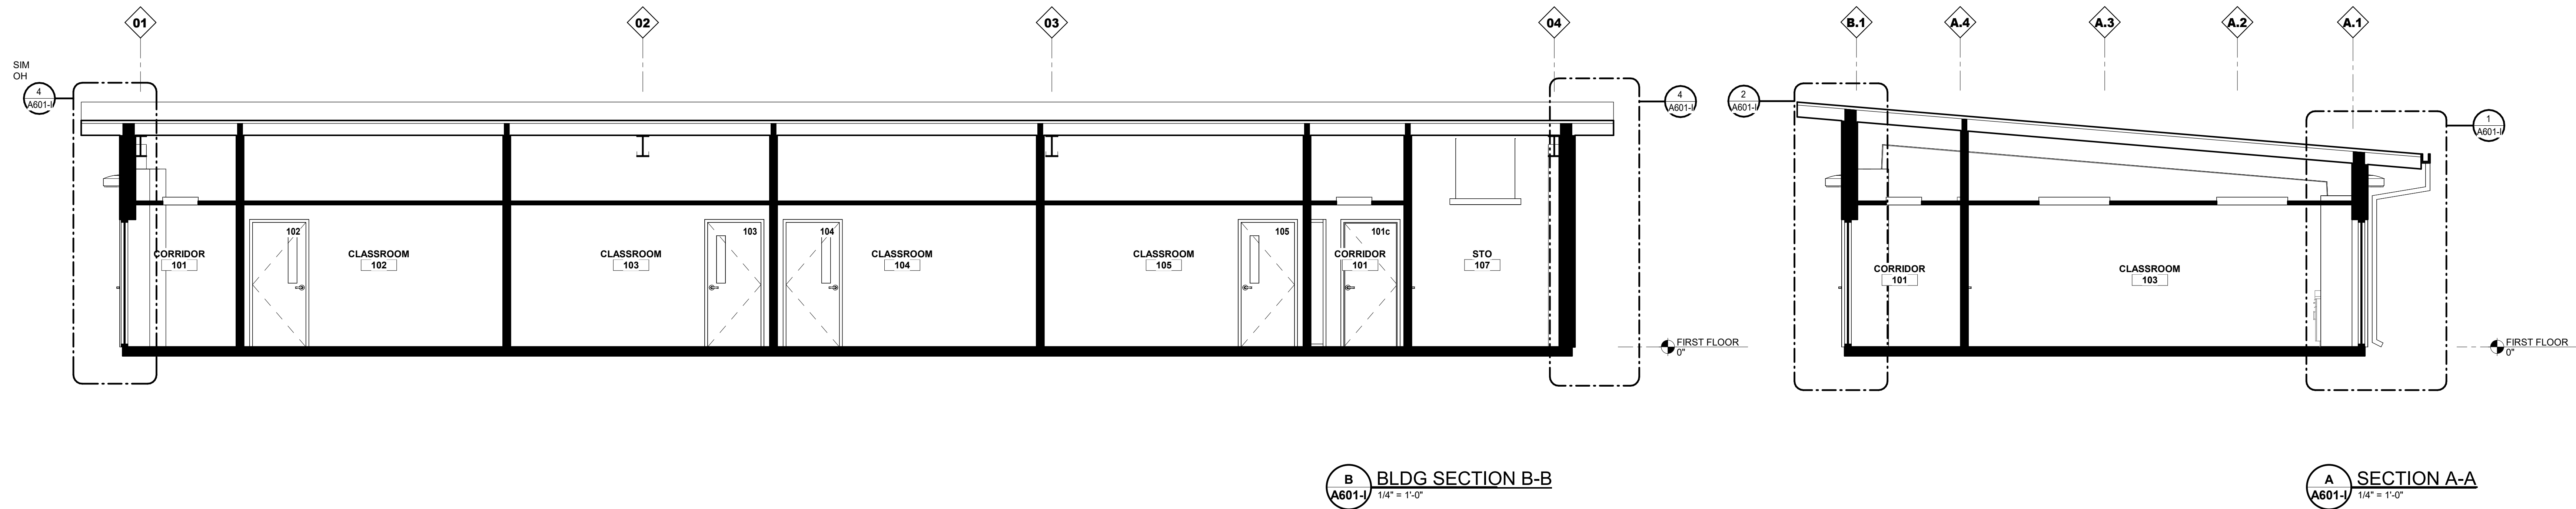 01
02
03
04
B.1
A.4
A.3
A.2
A.1
SIM
OH
4
A601-I
4
A601-I
2
A601-I
1
A601-I
102
103
104
105
101c
CORRIDOR
101
CLASSROOM
102
CLASSROOM
103
CLASSROOM
104
CLASSROOM
105
CORRIDOR
101
STO
107
CORRIDOR
101
CLASSROOM
103
FIRST FLOOR
0"
FIRST FLOOR
0"
B
A601-I
BLDG SECTION B-B
1/4" = 1'-0"
A
A601-I
SECTION A-A
1/4" = 1'-0"